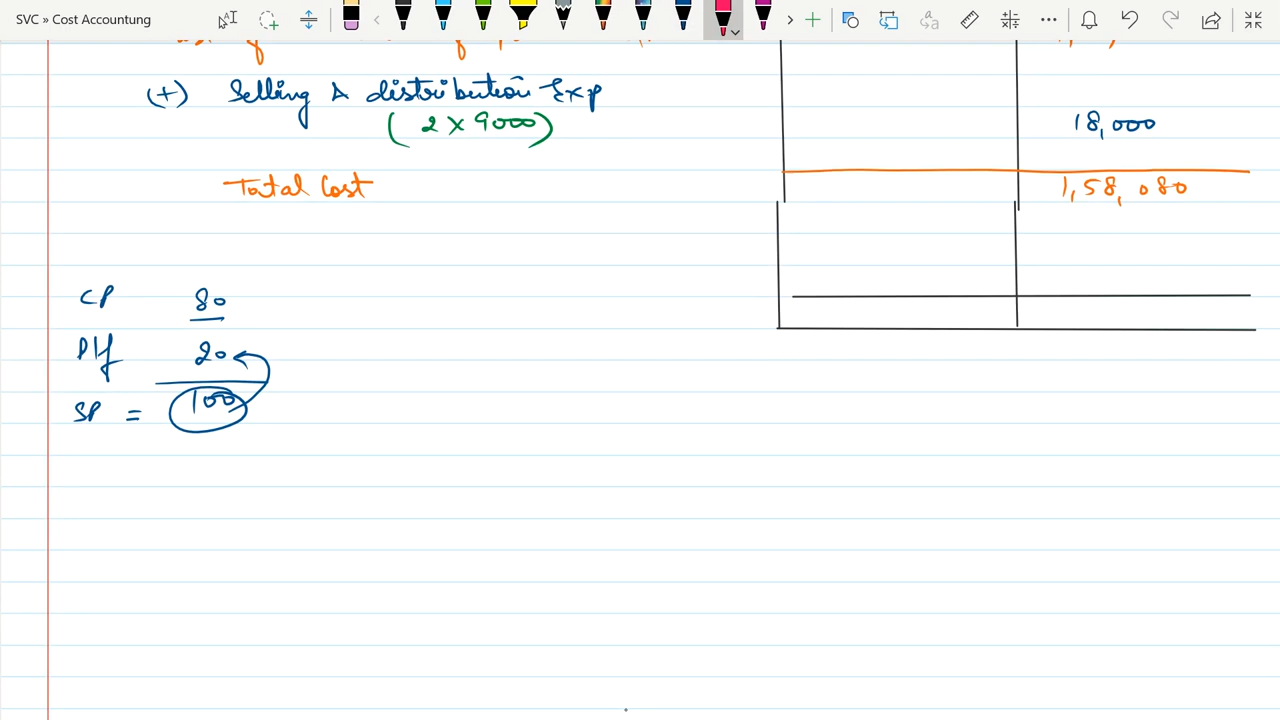 SVC » Cost Accountung
(+) Selling & distribution Exp
(2 × 9000)
18,000
Total Cost 1,58,080
CP 80
Plf 20
SP = 100